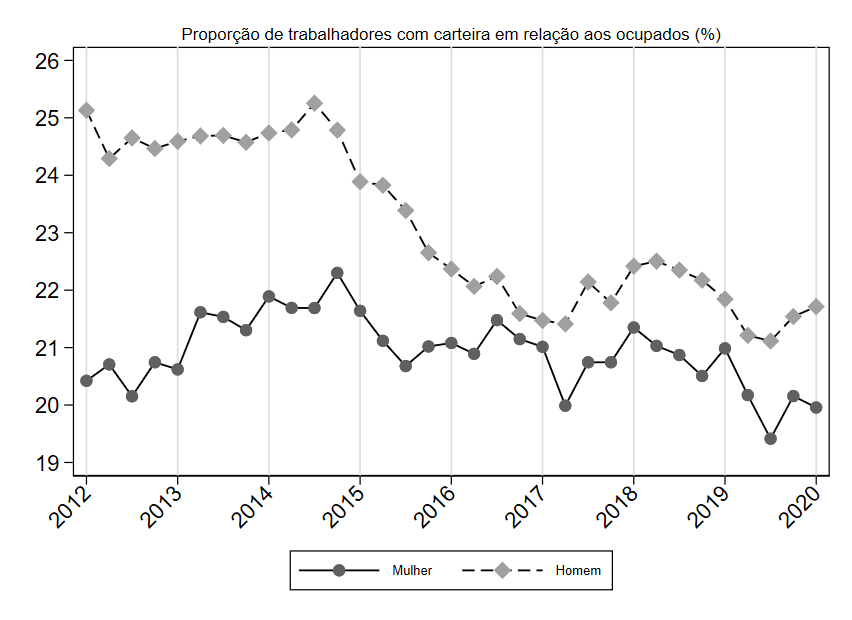 Proporção de trabalhadores com carteira em relação aos ocupados (%)
26
25
24
23
22
21
20
19
2012 2013 2014 2015 2016 2017 2018 2019 2020
Mulher Homem